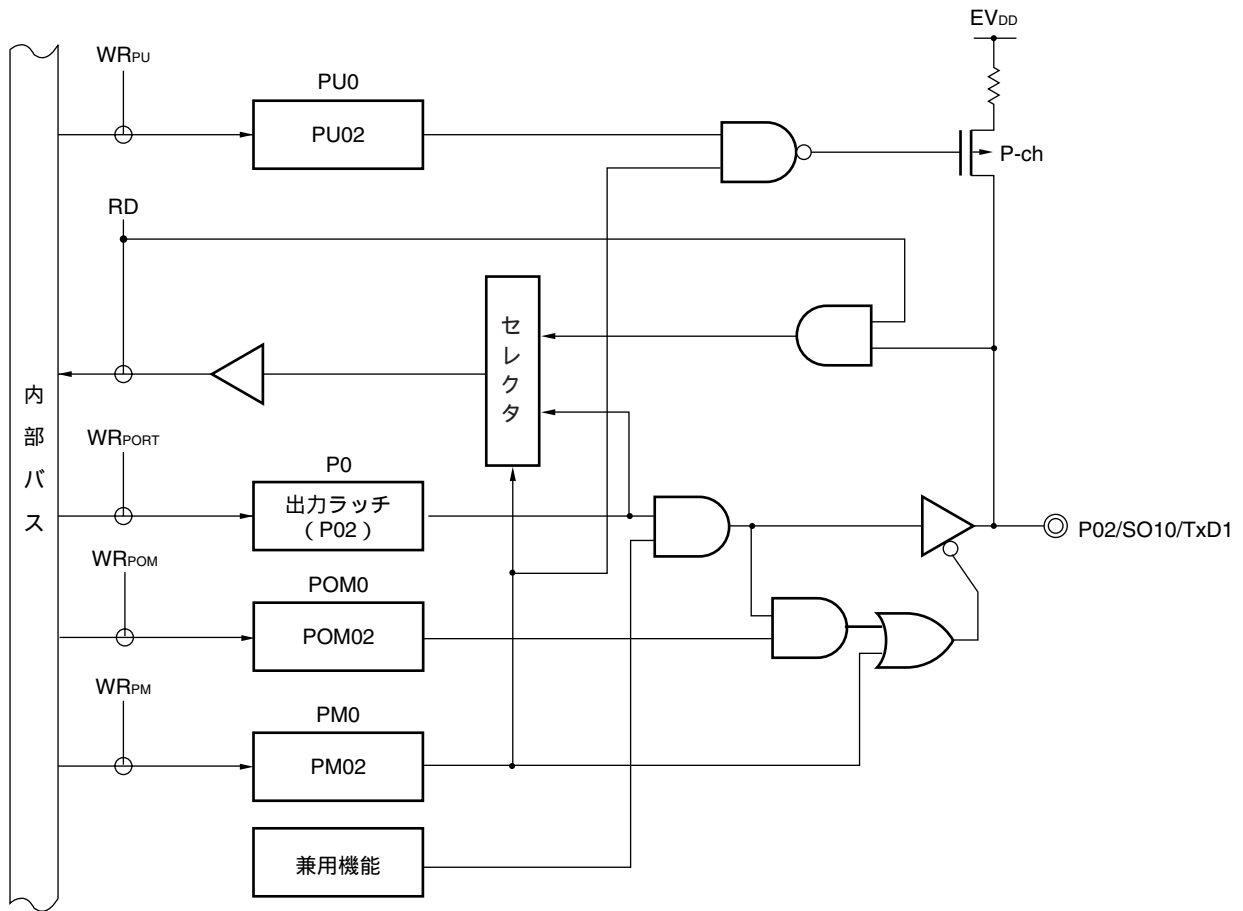 EVDD
WRPU
PU0
PU02
P-ch
RD
セレクタ
内部バス
WRPORT
P0
出力ラッチ
(P02)
P02/SO10/TxD1
WRPOM
POM0
POM02
WRPM
PM0
PM02
兼用機能